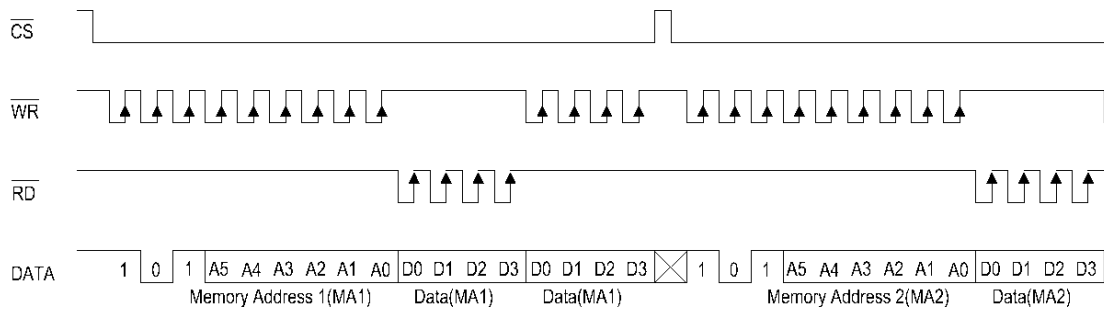 CS
WR
RD
DATA 1 0 1 A5 A4 A3 A2 A1 A0 D0 D1 D2 D3 D0 D1 D2 D3 1 0 1 A5 A4 A3 A2 A1 A0 D0 D1 D2 D3
Memory Address 1(MA1) Data(MA1) Data(MA1) Memory Address 2(MA2) Data(MA2)